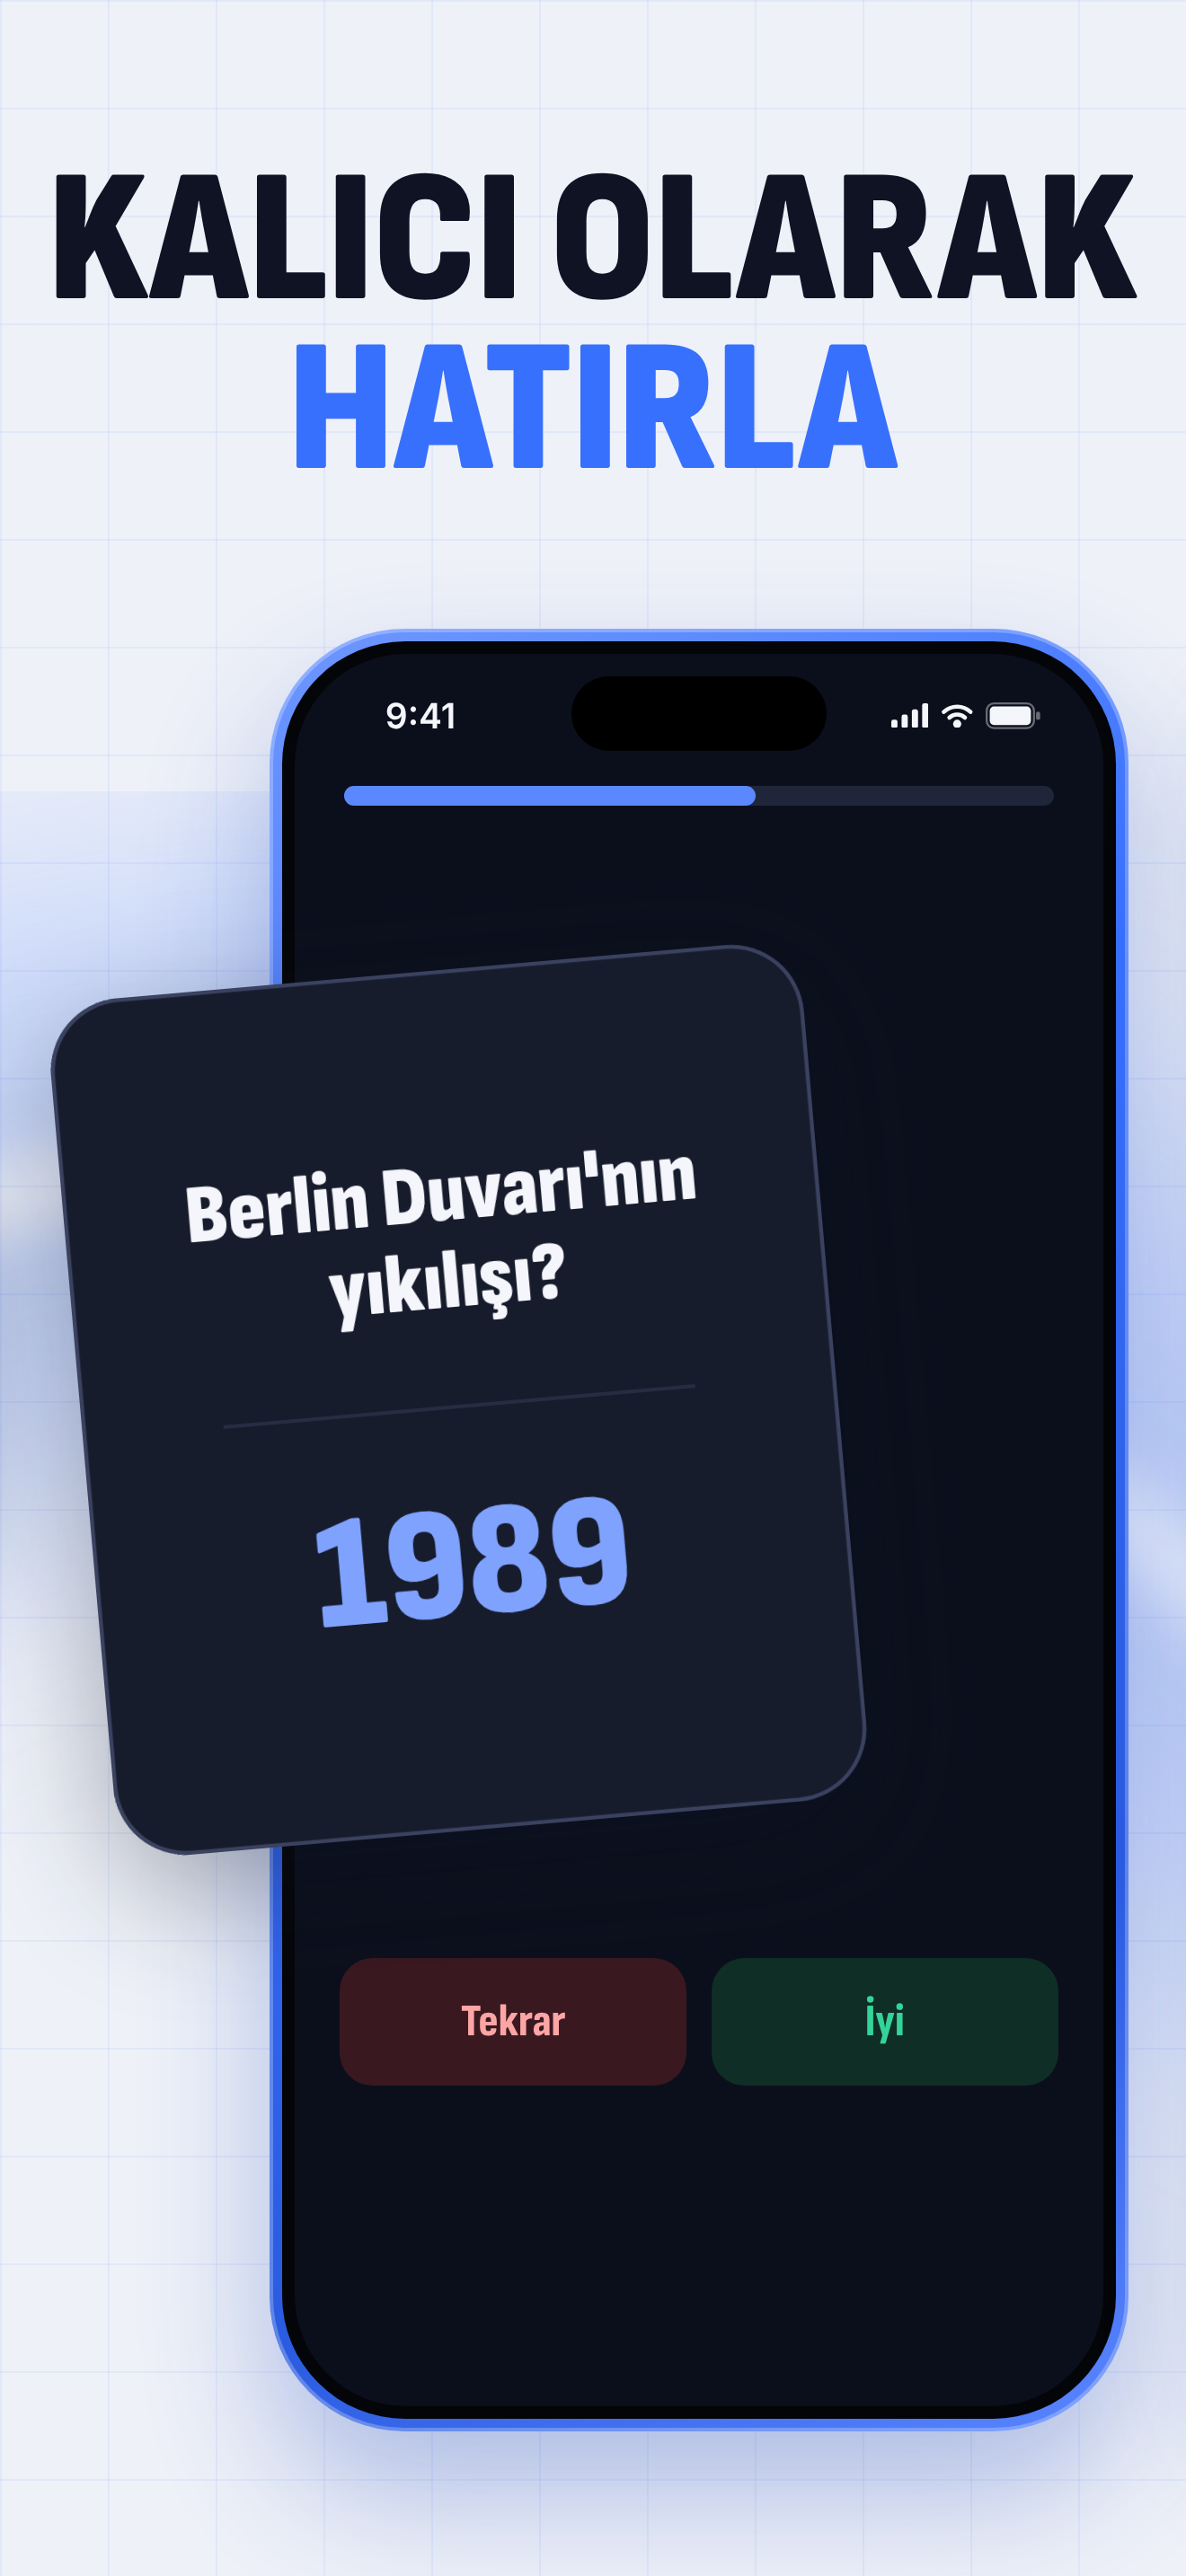 KALICI OLARAK
HATIRLA
9:41
Berlin Duvarı'nın
yıkılışı?
1989
Tekrar
İyi